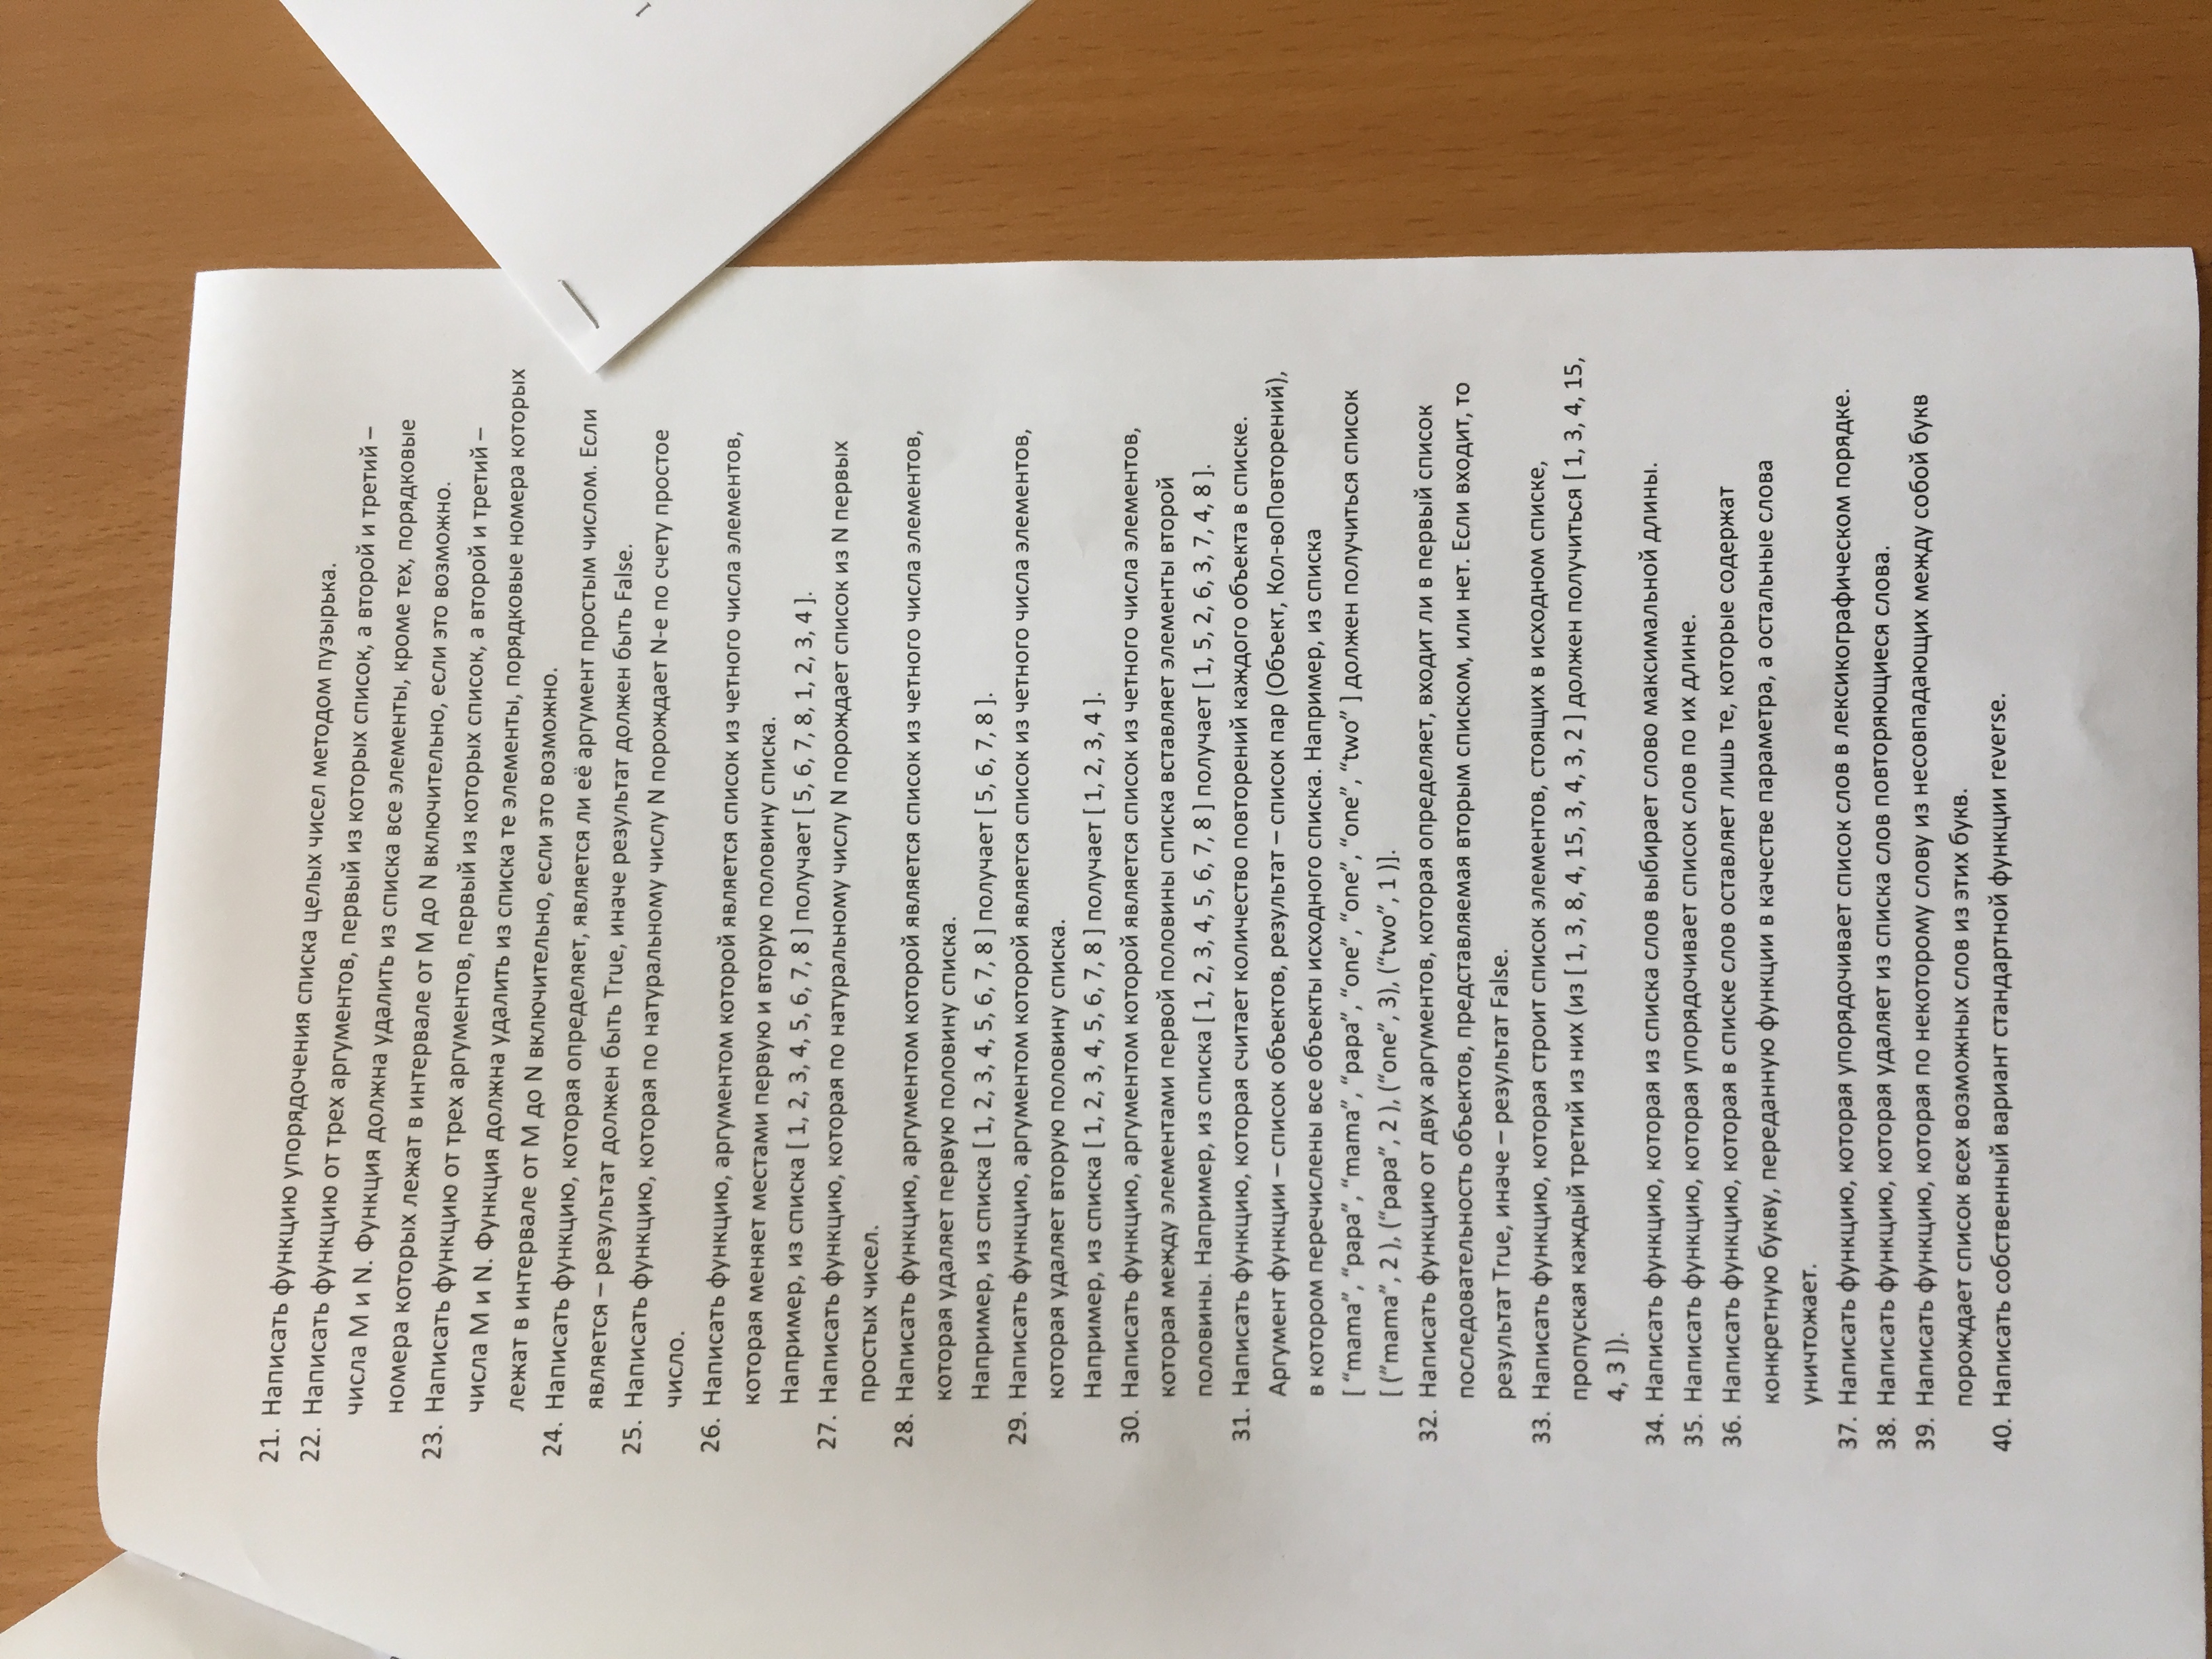 21. Написать функцию упорядочения списка целых чисел методом пузырька.
22. Написать функцию от трех аргументов, первый из которых список, а второй и третий –
числа M и N. Функция должна удалить из списка все элементы, кроме тех, порядковые
номера которых лежат в интервале от M до N включительно, если это возможно.
23. Написать функцию от трех аргументов, первый из которых список, а второй и третий –
числа M и N. Функция должна удалить из списка те элементы, порядковые номера которых
лежат в интервале от M до N включительно, если это возможно.
24. Написать функцию, которая определяет, является ли её аргумент простым числом. Если
является – результат должен быть True, иначе результат должен быть False.
25. Написать функцию, которая по натуральному числу N порождает N-е по счету простое
число.
26. Написать функцию, аргументом которой является список из четного числа элементов,
которая меняет местами первую и вторую половину списка.
Например, из списка [ 1, 2, 3, 4, 5, 6, 7, 8 ] получает [ 5, 6, 7, 8, 1, 2, 3, 4 ].
27. Написать функцию, которая по натуральному числу N порождает список из N первых
простых чисел.
28. Написать функцию, аргументом которой является список из четного числа элементов,
которая удаляет первую половину списка.
Например, из списка [ 1, 2, 3, 4, 5, 6, 7, 8 ] получает [ 5, 6, 7, 8 ].
29. Написать функцию, аргументом которой является список из четного числа элементов,
которая удаляет вторую половину списка.
Например, из списка [ 1, 2, 3, 4, 5, 6, 7, 8 ] получает [ 1, 2, 3, 4 ].
30. Написать функцию, аргументом которой является список из четного числа элементов,
которая между элементами первой половины списка вставляет элементы второй
половины. Например, из списка [ 1, 2, 3, 4, 5, 6, 7, 8 ] получает [ 1, 5, 2, 6, 3, 7, 4, 8 ].
31. Написать функцию, которая считает количество повторений каждого объекта в списке.
Аргумент функции – список объектов, результат – список пар (Объект, Кол-воПовторений),
в котором перечислены все объекты исходного списка. Например, из списка
[ “mama”, “papa”, “mama”, “papa”, “one”, “one”, “one”, “two” ] должен получиться список
[ (“mama”, 2 ), (“papa”, 2 ), (“one”, 3), (“two”, 1 )].
32. Написать функцию от двух аргументов, которая определяет, входит ли в первый список
последовательность объектов, представляемая вторым списком, или нет. Если входит, то
результат True, иначе – результат False.
33. Написать функцию, которая строит список элементов, стоящих в исходном списке,
пропуская каждый третий из них (из [ 1, 3, 8, 4, 15, 3, 4, 3, 2 ] должен получиться [ 1, 3, 4, 15,
4, 3 ]).
34. Написать функцию, которая из списка слов выбирает слово максимальной длины.
35. Написать функцию, которая упорядочивает список слов по их длине.
36. Написать функцию, которая в списке слов оставляет лишь те, которые содержат
конкретную букву, переданную функции в качестве параметра, а остальные слова
уничтожает.
37. Написать функцию, которая упорядочивает список слов в лексикографическом порядке.
38. Написать функцию, которая удаляет из списка слов повторяющиеся слова.
39. Написать функцию, которая по некоторому слову из несовпадающих между собой букв
порождает список всех возможных слов из этих букв.
40. Написать собственный вариант стандартной функции reverse.